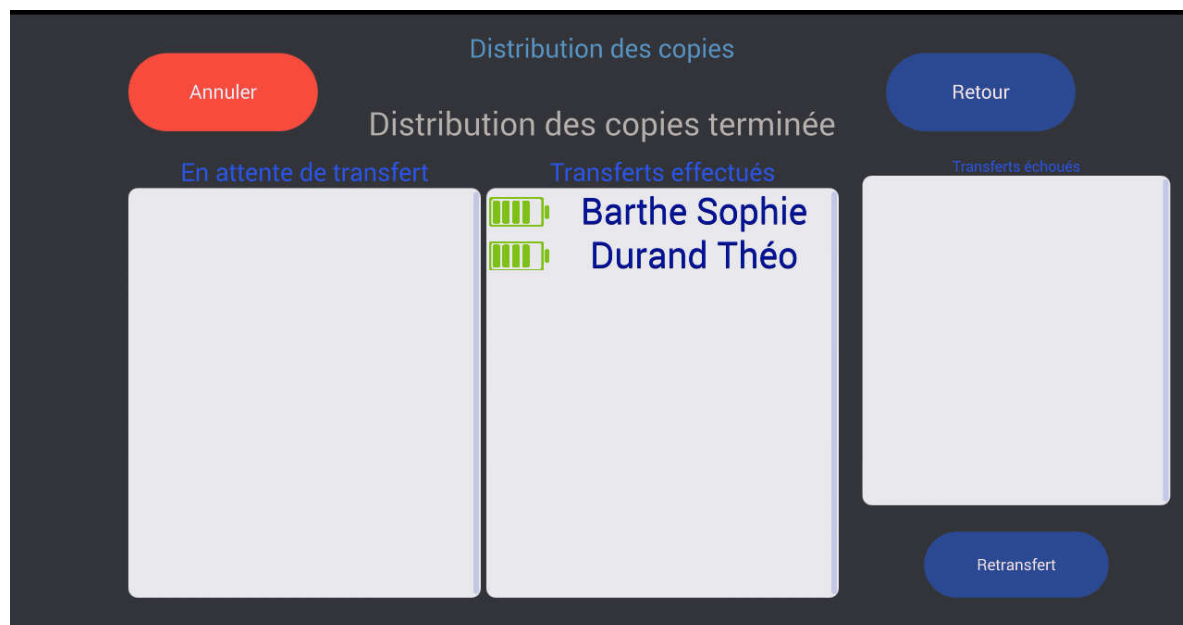 Distribution des copies
Annuler
Retour
Distribution des copies terminée
En attente de transfert
Transferts effectués
Transferts échoués
Barthe Sophie
Durand Théo
Retransfert